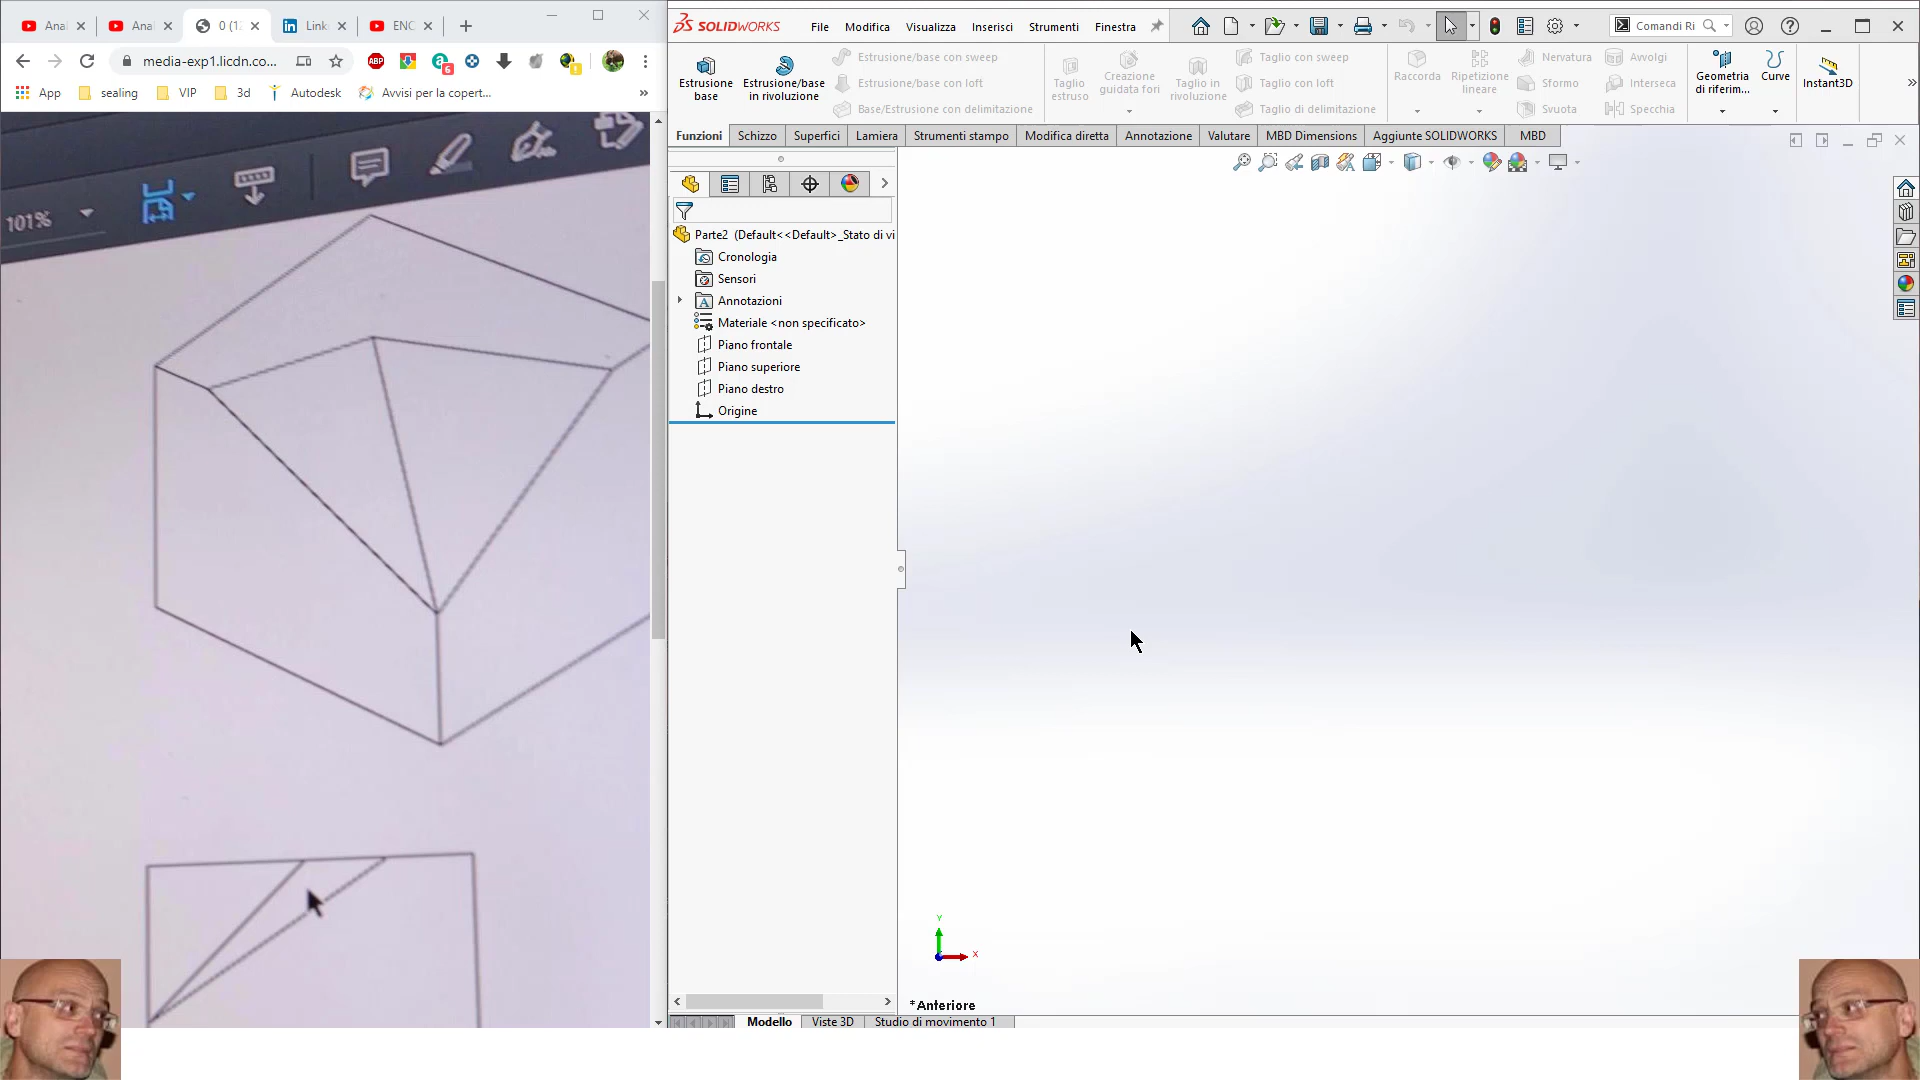 Anal
Anal
0 (12
Link
ENC
media-exp1.licdn.co...
ABP
6
App
sealing
VIP
3d
Autodesk
Avvisi per la copert...
»
101%
SOLIDWORKS
File
Modifica
Visualizza
Inserisci
Strumenti
Finestra
Comandi Ri
Estrusione
base
Estrusione/base
in rivoluzione
Estrusione/base con sweep
Estrusione/base con loft
Base/Estrusione con delimitazione
Taglio
estruso
Creazione
guidata fori
Taglio in
rivoluzione
Taglio con sweep
Taglio con loft
Taglio di delimitazione
Raccorda
Ripetizione
lineare
Nervatura
Sformo
Svuota
Avvolgi
Interseca
Specchia
Geometria
di riferim...
Curve
Instant3D
»
Funzioni
Schizzo
Superfici
Lamiera
Strumenti stampo
Modifica diretta
Annotazione
Valutare
MBD Dimensions
Aggiunte SOLIDWORKS
MBD
Parte2 (Default<<Default>_Stato di vi
Cronologia
Sensori
Annotazioni
Materiale <non specificato>
Piano frontale
Piano superiore
Piano destro
Origine
Y
X
*Anteriore
Modello
Viste 3D
Studio di movimento 1